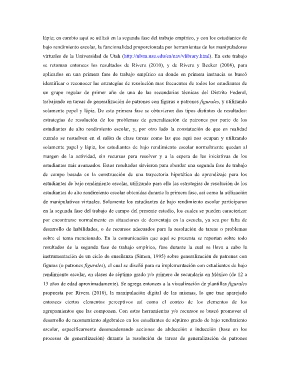 lápiz; en cambio aquí se utilizó en la segunda fase del trabajo empírico, y con los estudiantes de
bajo rendimiento escolar, la funcionalidad proporcionada por herramientas de los manipuladores
virtuales de la Universidad de Utah (http://nlvm.usu.edu/en/nav/vlibrary.html). En este trabajo
se retoman entonces los resultados de Rivera (2010), y de Rivera y Becker (2008), para
aplicarlos en una primera fase de trabajo empírico en donde en primera instancia se buscó
identificar o reconocer las estrategias de resolución mas frecuentes de todos los estudiantes de
un grupo regular de primer año de una de las secundarias técnicas del Distrito Federal,
trabajando en tareas de generalización de patrones con figuras o patrones figurales, y utilizando
solamente papel y lápiz. De esta primera fase se obtuvieron dos tipos distintos de resultados:
estrategias de resolución de los problemas de generalización de patrones por parte de los
estudiantes de alto rendimiento escolar, y, por otro lado la constatación de que en realidad
cuando se resuelven en el salón de clase tareas como las que aquí nos ocupan y utilizando
solamente papel y lápiz, los estudiantes de bajo rendimiento escolar normalmente quedan al
margen de la actividad, sin recursos para resolver y a la espera de las iniciativas de los
estudiantes más avanzados. Estos resultados sirvieron para abordar una segunda fase de trabajo
de campo basada en la construcción de una trayectoria hipotética de aprendizaje para los
estudiantes de bajo rendimiento escolar, utilizando para ello las estrategias de resolución de los
estudiantes de alto rendimiento escolar obtenidas durante la primera fase, así como la utilización
de manipulativos virtuales. Solamente los estudiantes de bajo rendimiento escolar participaron
en la segunda fase del trabajo de campo del presente estudio, los cuales se pueden caracterizar
por encontrarse normalmente en situaciones de desventaja en la escuela, ya sea por falta de
desarrollo de habilidades, o de recursos adecuados para la resolución de tareas o problemas
sobre el tema mencionado. En la comunicación que aquí se presenta se reportan sobre todo
resultados de la segunda fase de trabajo empírico, fase durante la cual se llevó a cabo la
instrumentación de un ciclo de enseñanza (Simon, 1995) sobre generalización de patrones con
figuras (o patrones figurales), el cual se diseñó para su implementación con estudiantes de bajo
rendimiento escolar, en clases de séptimo grado y/o primero de secundaria en México (de 12 a
13 años de edad aproximadamente). Se agrega entonces a la visualización de plantillas figurales
propuesta por Rivera (2010), la manipulación digital de las mismas, lo que trae aparejado
entonces ciertos elementos perceptivos así como el conteo de los elementos de los
agrupamientos que las componen. Con estas herramientas y/o recursos se buscó promover el
desarrollo de razonamiento algebraico en los estudiantes de séptimo grado de bajo rendimiento
escolar, específicamente desencadenando acciones de abducción e inducción (base en los
procesos de generalización) durante la resolución de tareas de generalización de patrones